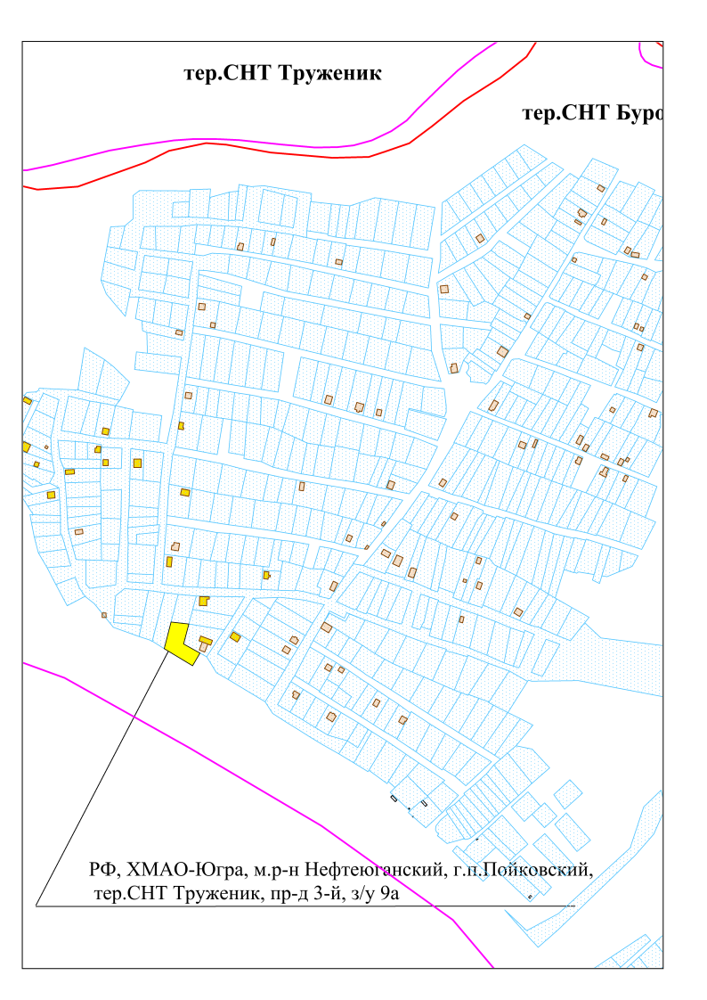 тер.СНТ Труженик
тер.СНТ Буро
РФ, ХМАО-Югра, м.р-н Нефтеюганский, г.п.Пойковский,
тер.СНТ Труженик, пр-д 3-й, з/у 9а